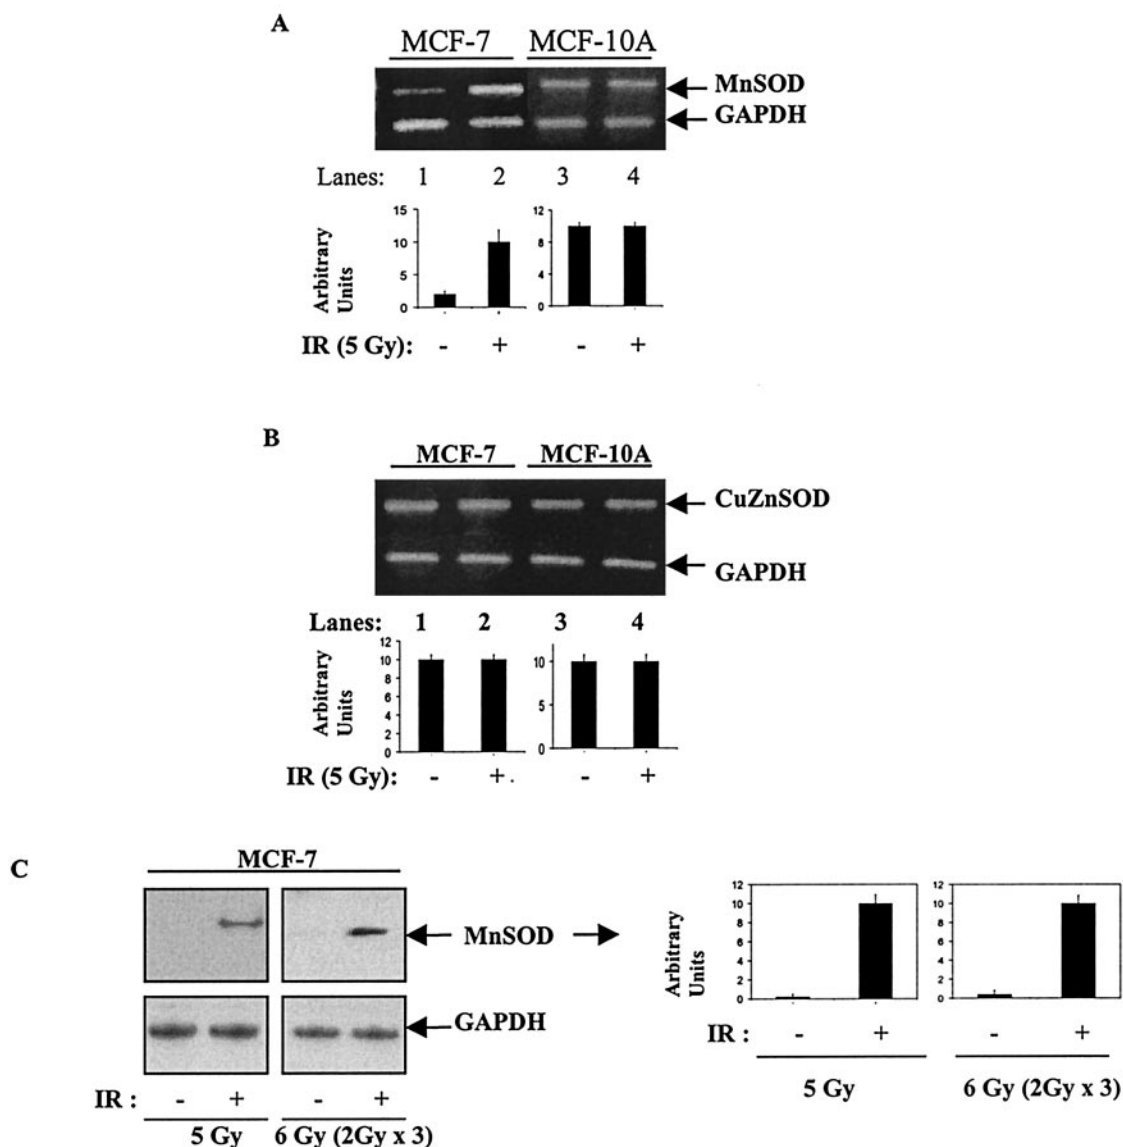 A
MCF-7 MCF-10A
MnSOD
GAPDH
Lanes: 1 2 3 4
Arbitrary Units
15
10
5
0
12
8
4
0
IR (5 Gy): - + - +
B
MCF-7 MCF-10A
CuZnSOD
GAPDH
Lanes: 1 2 3 4
Arbitrary Units
12
10
8
6
4
2
0
10
5
0
IR (5 Gy): - + - +
C
MCF-7
MnSOD
GAPDH
IR : - + - +
5 Gy 6 Gy (2Gy x 3)
Arbitrary Units
12
10
8
6
4
2
0
12
10
8
6
4
2
0
IR : - + - +
5 Gy 6 Gy (2Gy x 3)